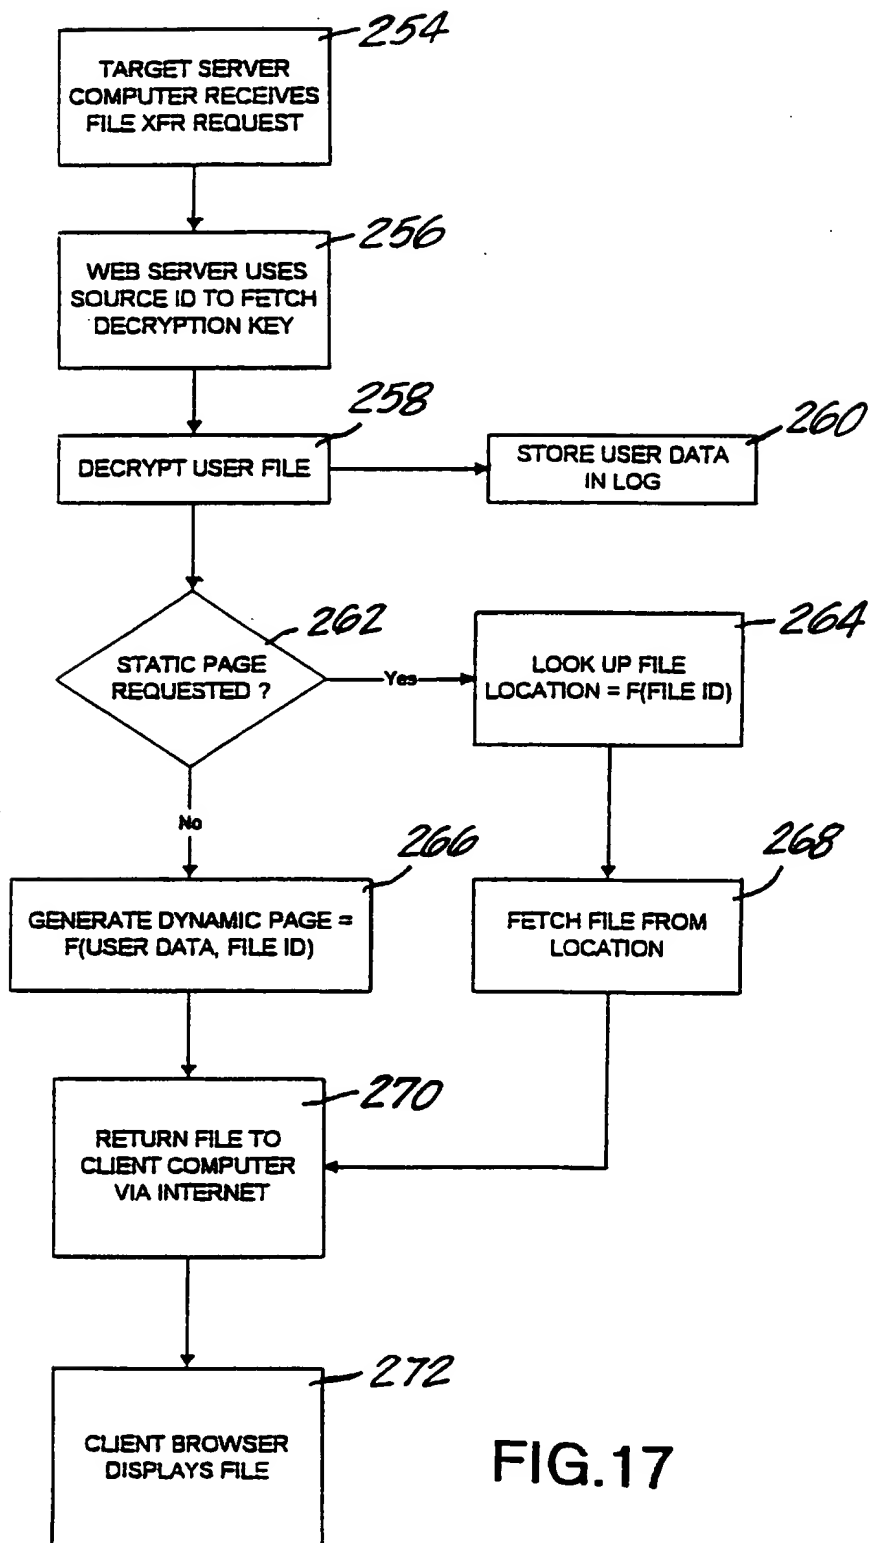 254
TARGET SERVER
COMPUTER RECEIVES
FILE XFR REQUEST
256
WEB SERVER USES
SOURCE ID TO FETCH
DECRYPTION KEY
258
DECRYPT USER FILE
260
STORE USER DATA
IN LOG
262
STATIC PAGE
REQUESTED ?
Yes
264
LOOK UP FILE
LOCATION = F(FILE ID)
No
266
GENERATE DYNAMIC PAGE =
F(USER DATA, FILE ID)
268
FETCH FILE FROM
LOCATION
270
RETURN FILE TO
CLIENT COMPUTER
VIA INTERNET
272
CLIENT BROWSER
DISPLAYS FILE
FIG.17